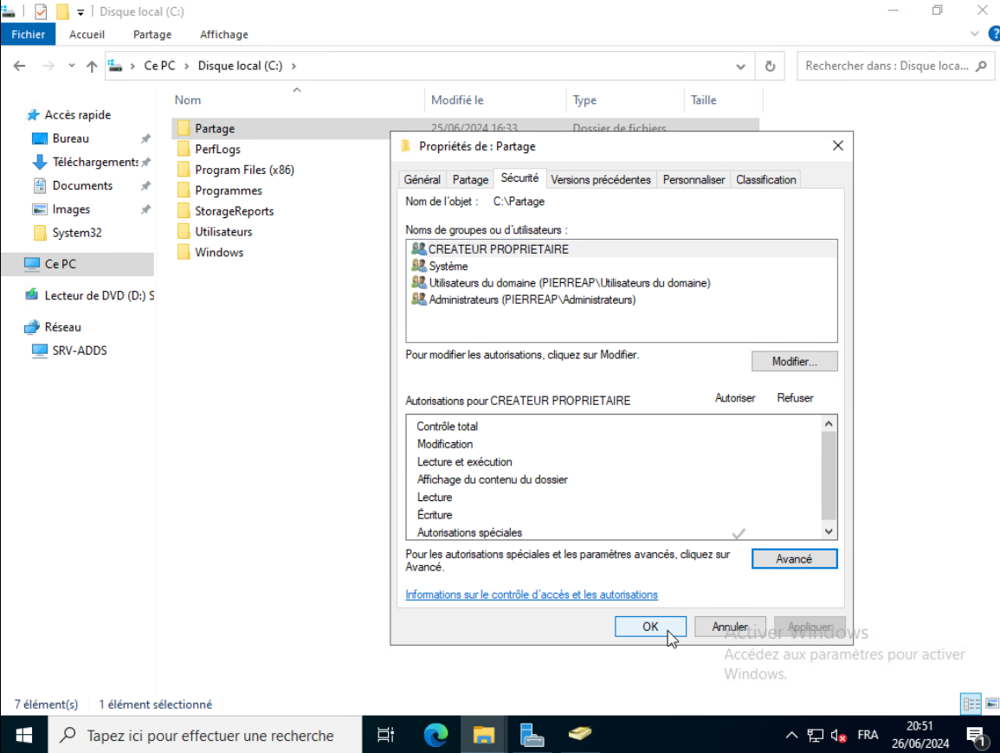 Disque local (C:)
Fichier Accueil Partage Affichage
Ce PC > Disque local (C:) >
Rechercher dans : Disque loca...
Nom Modifié le Type Taille
Accès rapide
Bureau
Téléchargements
Documents
Images
System32
Ce PC
Lecteur de DVD (D:) S
Réseau
SRV-ADDS
Partage 25/06/2024 16:33 Dossier de fichiers
PerfLogs
Program Files (x86)
Programmes
StorageReports
Utilisateurs
Windows
Propriétés de : Partage
Général Partage Sécurité Versions précédentes Personnaliser Classification
Nom de l'objet : C:\Partage
Noms de groupes ou d'utilisateurs :
CREATEUR PROPRIETAIRE
Système
Utilisateurs du domaine (PIERREAP\Utilisateurs du domaine)
Administrateurs (PIERREAP\Administrateurs)
Pour modifier les autorisations, cliquez sur Modifier.
Modifier...
Autorisations pour CREATEUR PROPRIETAIRE Autoriser Refuser
Contrôle total
Modification
Lecture et exécution
Affichage du contenu du dossier
Lecture
Écriture
Autorisations spéciales
Pour les autorisations spéciales et les paramètres avancés, cliquez sur
Avancé.
Avancé
Informations sur le contrôle d'accès et les autorisations
OK Annuler Appliquer
Activer Windows
Accédez aux paramètres pour activer
Windows.
7 élément(s) 1 élément sélectionné
Tapez ici pour effectuer une recherche
FRA
20:51
26/06/2024
1